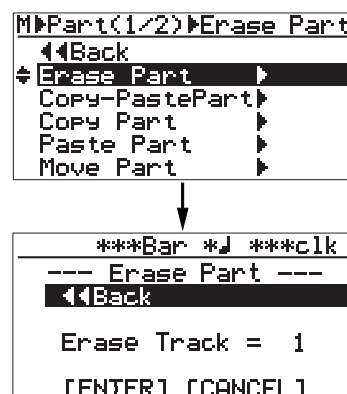 M▶Part(1/2)▶Erase Part
◀◀Back
Erase Part ▶
Copy-PastePart▶
Copy Part ▶
Paste Part ▶
Move Part ▶
***Bar *♩ ***clk
--- Erase Part ---
◀◀Back
Erase Track = 1
[ENTER] [CANCEL]